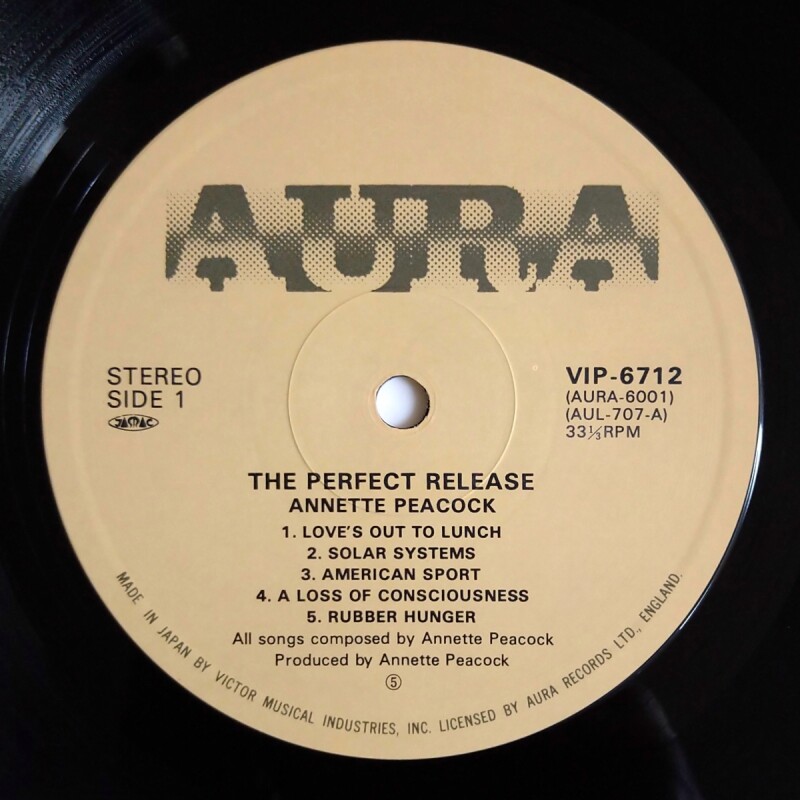 AURA
STEREO
SIDE 1
JASRAC
VIP-6712
(AURA-6001)
(AUL-707-A)
33⅓RPM
THE PERFECT RELEASE
ANNETTE PEACOCK
1. LOVE'S OUT TO LUNCH
2. SOLAR SYSTEMS
3. AMERICAN SPORT
4. A LOSS OF CONSCIOUSNESS
5. RUBBER HUNGER
All songs composed by Annette Peacock
Produced by Annette Peacock
⑤
MADE IN JAPAN BY VICTOR MUSICAL INDUSTRIES, INC. LICENSED BY AURA RECORDS LTD., ENGLAND.